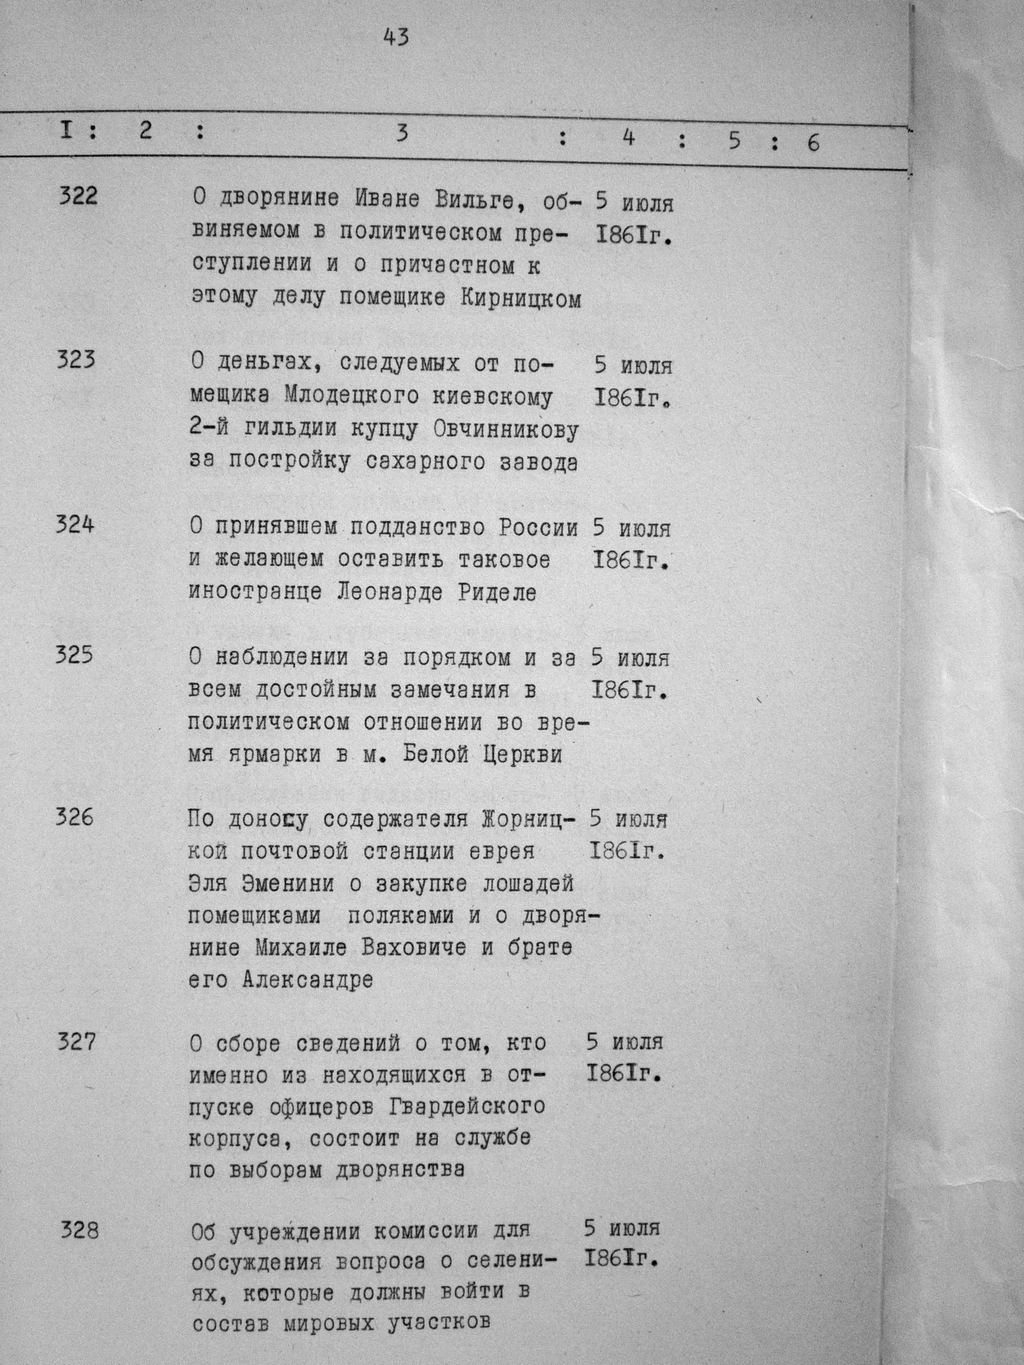 43
I : 2 : 3 : 4 : 5 : 6
322 О дворянине Иване Вильге, об- 5 июля
виняемом в политическом пре- I86Iг.
ступлении и о причастном к
этому делу помещике Кирницком
323 О деньгах, следуемых от по- 5 июля
мещика Млодецкого киевскому I86Iг.
2-й гильдии купцу Овчинникову
за постройку сахарного завода
324 О принявшем подданство России 5 июля
и желающем оставить таковое I86Iг.
иностранце Леонарде Риделе
325 О наблюдении за порядком и за 5 июля
всем достойным замечания в I86Iг.
политическом отношении во вре-
мя ярмарки в м. Белой Церкви
326 По доносу содержателя Жорниц- 5 июля
кой почтовой станции еврея I86Iг.
Эля Эменини о закупке лошадей
помещиками поляками и о дворя-
нине Михаиле Ваховиче и брате
его Александре
327 О сборе сведений о том, кто 5 июля
именно из находящихся в от- I86Iг.
пуске офицеров Гвардейского
корпуса, состоит на службе
по выборам дворянства
328 Об учреждении комиссии для 5 июля
обсуждения вопроса о селени- I86Iг.
ях, которые должны войти в
состав мировых участков